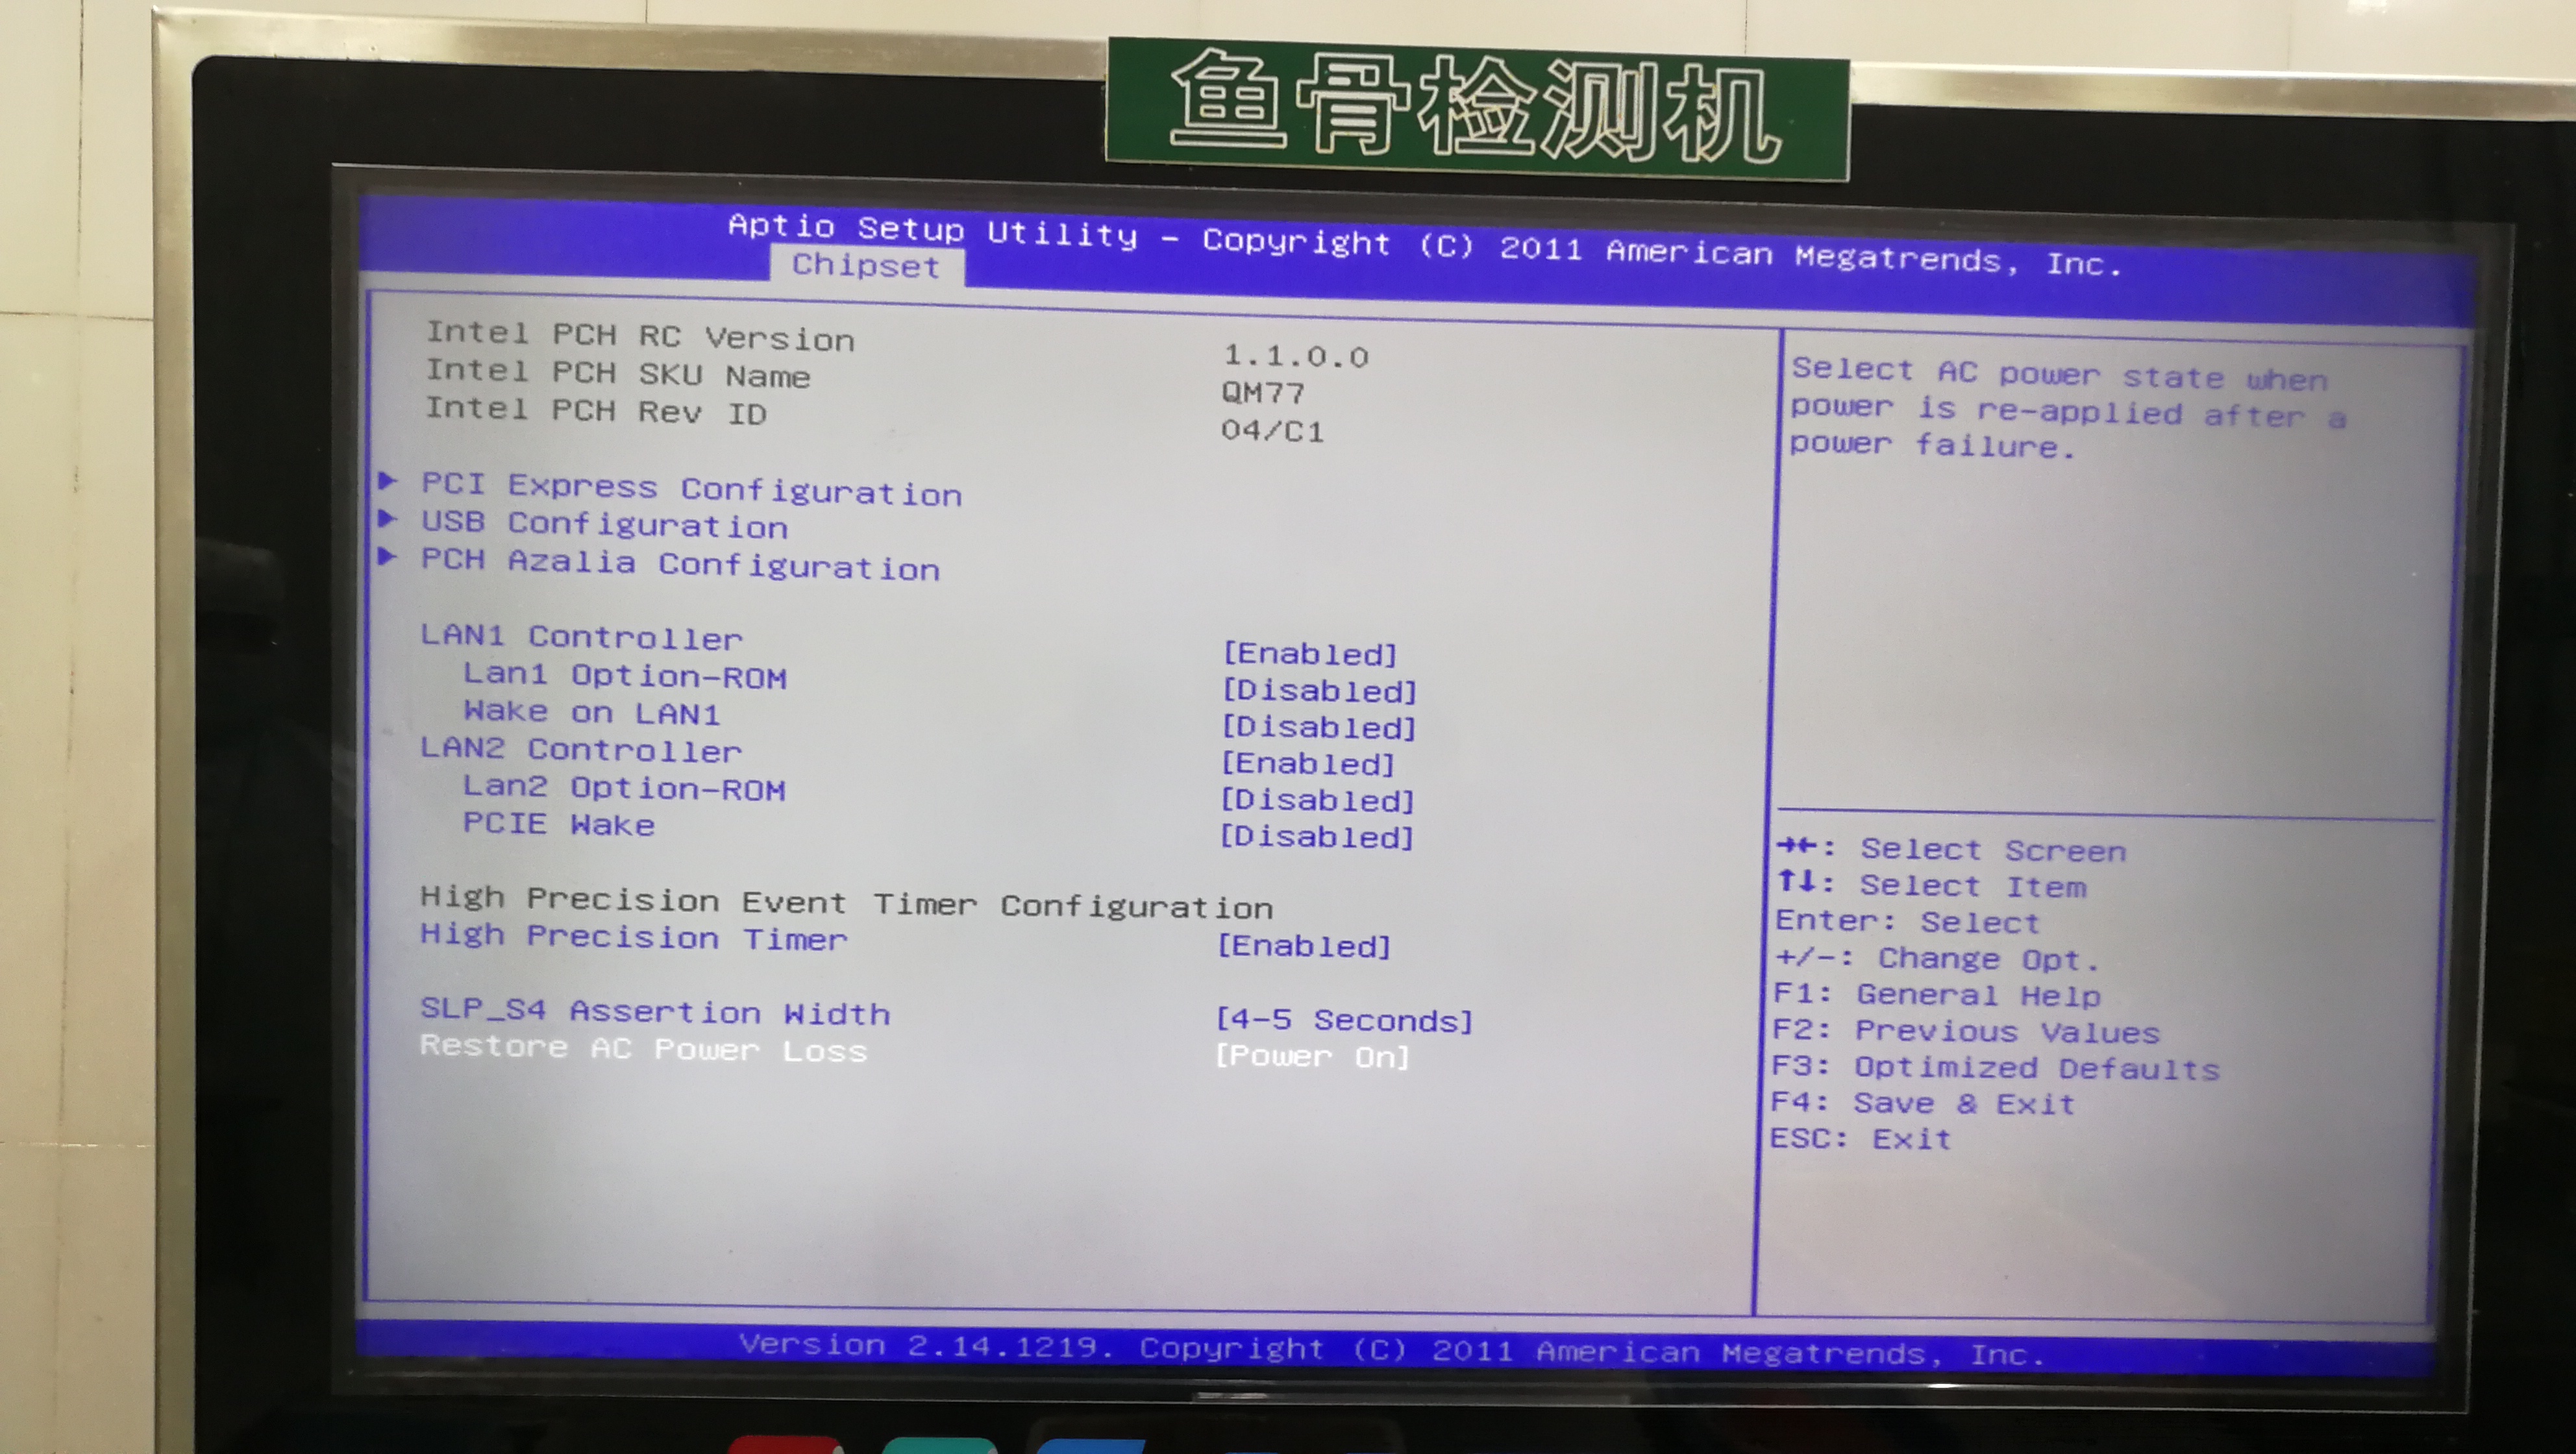 鱼骨检测机
Aptio Setup Utility – Copyright (C) 2011 American Megatrends, Inc.
Chipset
Intel PCH RC Version 1.1.0.0
Intel PCH SKU Name QM77
Intel PCH Rev ID 04/C1
► PCI Express Configuration
► USB Configuration
► PCH Azalia Configuration
LAN1 Controller [Enabled]
Lan1 Option-ROM [Disabled]
Wake on LAN1 [Disabled]
LAN2 Controller [Enabled]
Lan2 Option-ROM [Disabled]
PCIE Wake [Disabled]
High Precision Event Timer Configuration
High Precision Timer [Enabled]
SLP_S4 Assertion Width [4-5 Seconds]
Restore AC Power Loss [Power On]
Select AC power state when
power is re-applied after a
power failure.
→←: Select Screen
↑↓: Select Item
Enter: Select
+/-: Change Opt.
F1: General Help
F2: Previous Values
F3: Optimized Defaults
F4: Save & Exit
ESC: Exit
Version 2.14.1219. Copyright (C) 2011 American Megatrends, Inc.